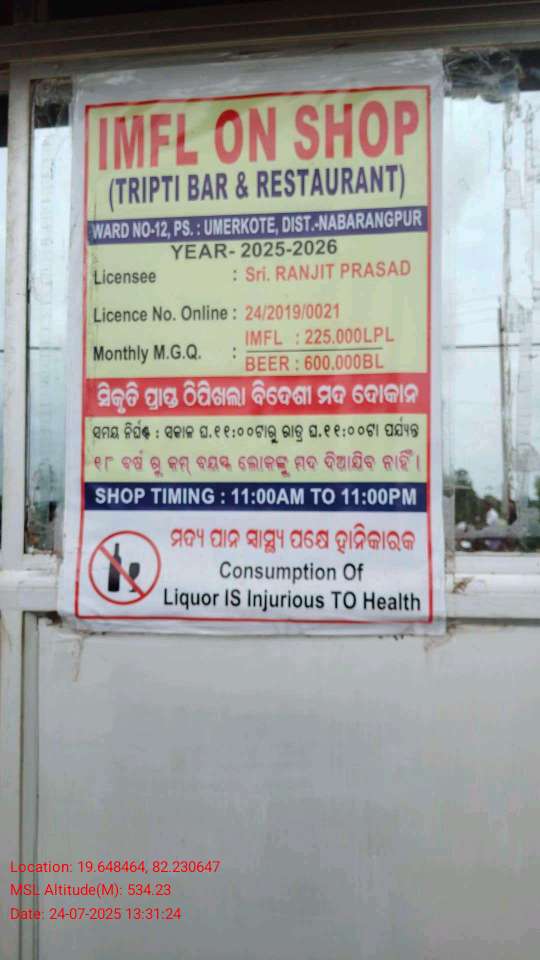 IMFL ON SHOP
(TRIPTI BAR & RESTAURANT)
WARD NO-12, PS. : UMERKOTE, DIST.-NABARANGPUR
YEAR- 2025-2026
Licensee : Sri. RANJIT PRASAD
Licence No. Online : 24/2019/0021
Monthly M.G.Q. : IMFL : 225.000LPL
BEER : 600.000BL
ସ୍ୱିକୃତି ପ୍ରାପ୍ତ ଠିପିଖଲା ବିଦେଶୀ ମଦ ଦୋକାନ
ସମୟ ନିର୍ଘଣ୍ଟ : ସକାଳ ଘ.୧୧:୦୦ଟାରୁ ରାତ୍ର ଘ.୧୧:୦୦ଟା ପର୍ଯ୍ୟନ୍ତ
୧୮ ବର୍ଷ ରୁ କମ୍ ବୟସ୍କ ଲୋକଙ୍କୁ ମଦ ଦିଆଯିବ ନାହିଁ ।
SHOP TIMING : 11:00AM TO 11:00PM
ମଦ୍ୟ ପାନ ସ୍ୱାସ୍ଥ୍ୟ ପକ୍ଷେ ହାନିକାରକ
Consumption Of
Liquor IS Injurious TO Health
Location: 19.648464, 82.230647
MSL Altitude(M): 534.23
Date: 24-07-2025 13:31:24